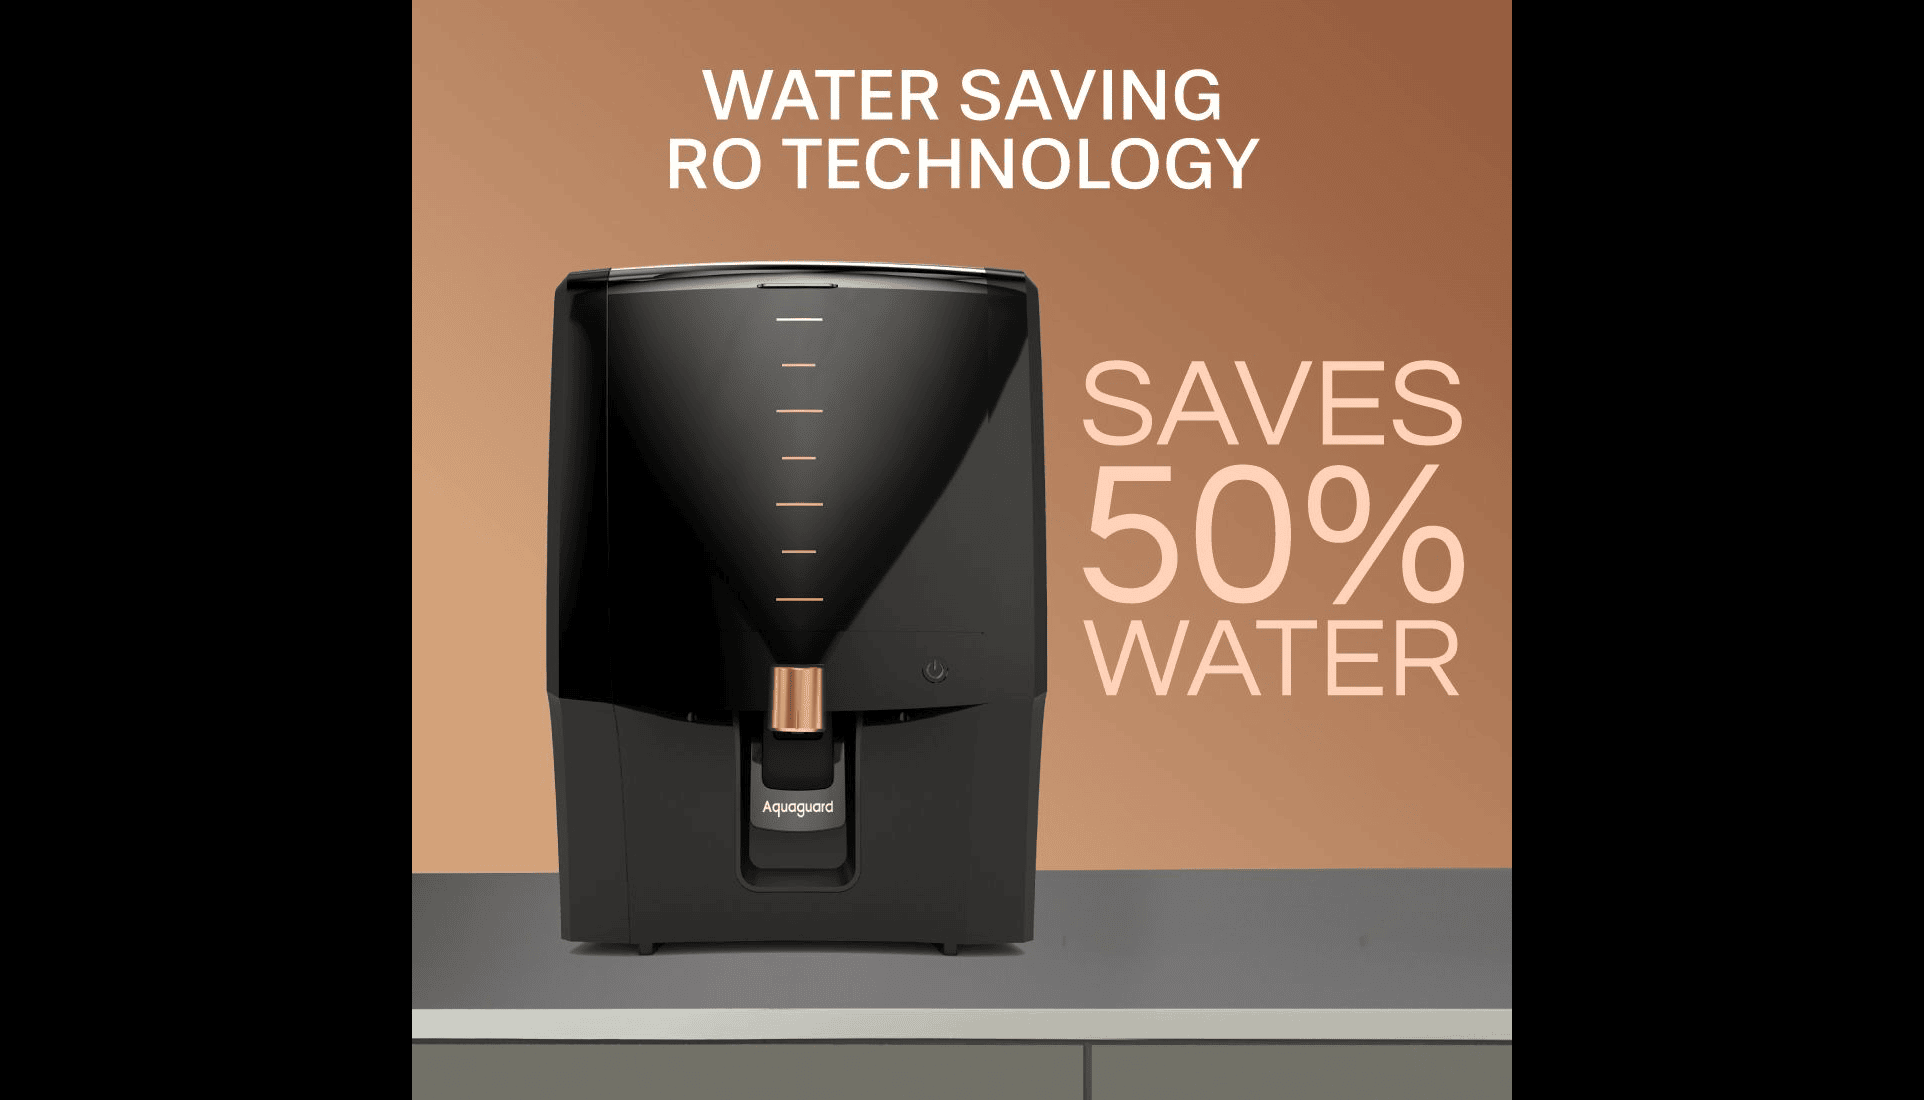 WATER SAVING
RO TECHNOLOGY
SAVES
50%
WATER
Aquaguard